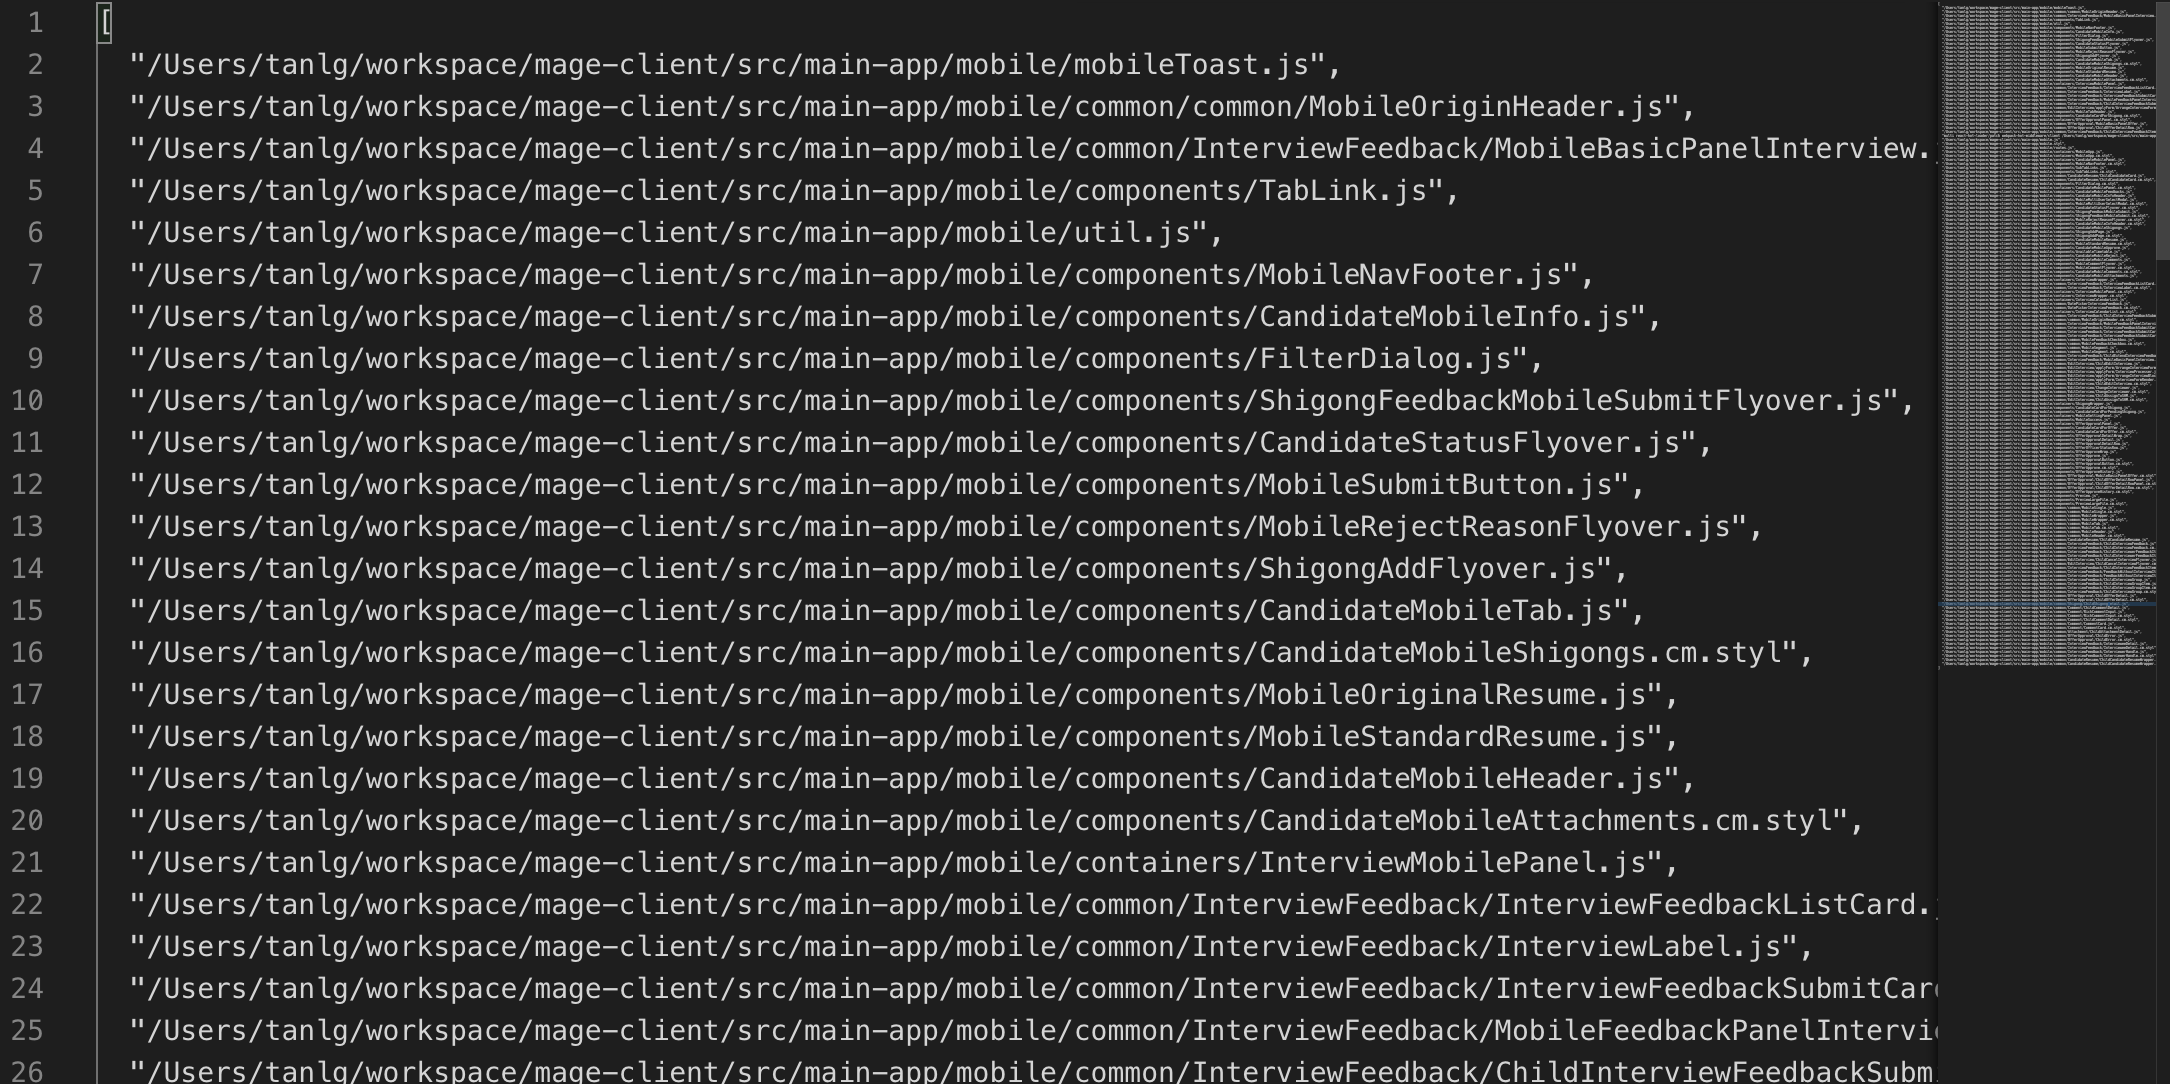 1 [
2 "/Users/tanlg/workspace/mage-client/src/main-app/mobile/mobileToast.js",
3 "/Users/tanlg/workspace/mage-client/src/main-app/mobile/common/common/MobileOriginHeader.js",
4 "/Users/tanlg/workspace/mage-client/src/main-app/mobile/common/InterviewFeedback/MobileBasicPanelInterview.
5 "/Users/tanlg/workspace/mage-client/src/main-app/mobile/components/TabLink.js",
6 "/Users/tanlg/workspace/mage-client/src/main-app/mobile/util.js",
7 "/Users/tanlg/workspace/mage-client/src/main-app/mobile/components/MobileNavFooter.js",
8 "/Users/tanlg/workspace/mage-client/src/main-app/mobile/components/CandidateMobileInfo.js",
9 "/Users/tanlg/workspace/mage-client/src/main-app/mobile/components/FilterDialog.js",
10 "/Users/tanlg/workspace/mage-client/src/main-app/mobile/components/ShigongFeedbackMobileSubmitFlyover.js",
11 "/Users/tanlg/workspace/mage-client/src/main-app/mobile/components/CandidateStatusFlyover.js",
12 "/Users/tanlg/workspace/mage-client/src/main-app/mobile/components/MobileSubmitButton.js",
13 "/Users/tanlg/workspace/mage-client/src/main-app/mobile/components/MobileRejectReasonFlyover.js",
14 "/Users/tanlg/workspace/mage-client/src/main-app/mobile/components/ShigongAddFlyover.js",
15 "/Users/tanlg/workspace/mage-client/src/main-app/mobile/components/CandidateMobileTab.js",
16 "/Users/tanlg/workspace/mage-client/src/main-app/mobile/components/CandidateMobileShigongs.cm.styl",
17 "/Users/tanlg/workspace/mage-client/src/main-app/mobile/components/MobileOriginalResume.js",
18 "/Users/tanlg/workspace/mage-client/src/main-app/mobile/components/MobileStandardResume.js",
19 "/Users/tanlg/workspace/mage-client/src/main-app/mobile/components/CandidateMobileHeader.js",
20 "/Users/tanlg/workspace/mage-client/src/main-app/mobile/components/CandidateMobileAttachments.cm.styl",
21 "/Users/tanlg/workspace/mage-client/src/main-app/mobile/containers/InterviewMobilePanel.js",
22 "/Users/tanlg/workspace/mage-client/src/main-app/mobile/common/InterviewFeedback/InterviewFeedbackListCard.j
23 "/Users/tanlg/workspace/mage-client/src/main-app/mobile/common/InterviewFeedback/InterviewLabel.js",
24 "/Users/tanlg/workspace/mage-client/src/main-app/mobile/common/InterviewFeedback/InterviewFeedbackSubmitCard
25 "/Users/tanlg/workspace/mage-client/src/main-app/mobile/common/InterviewFeedback/MobileFeedbackPanelIntervie
26 "/Users/tanlg/workspace/mage-client/src/main-app/mobile/common/InterviewFeedback/ChildInterviewFeedbackSubm